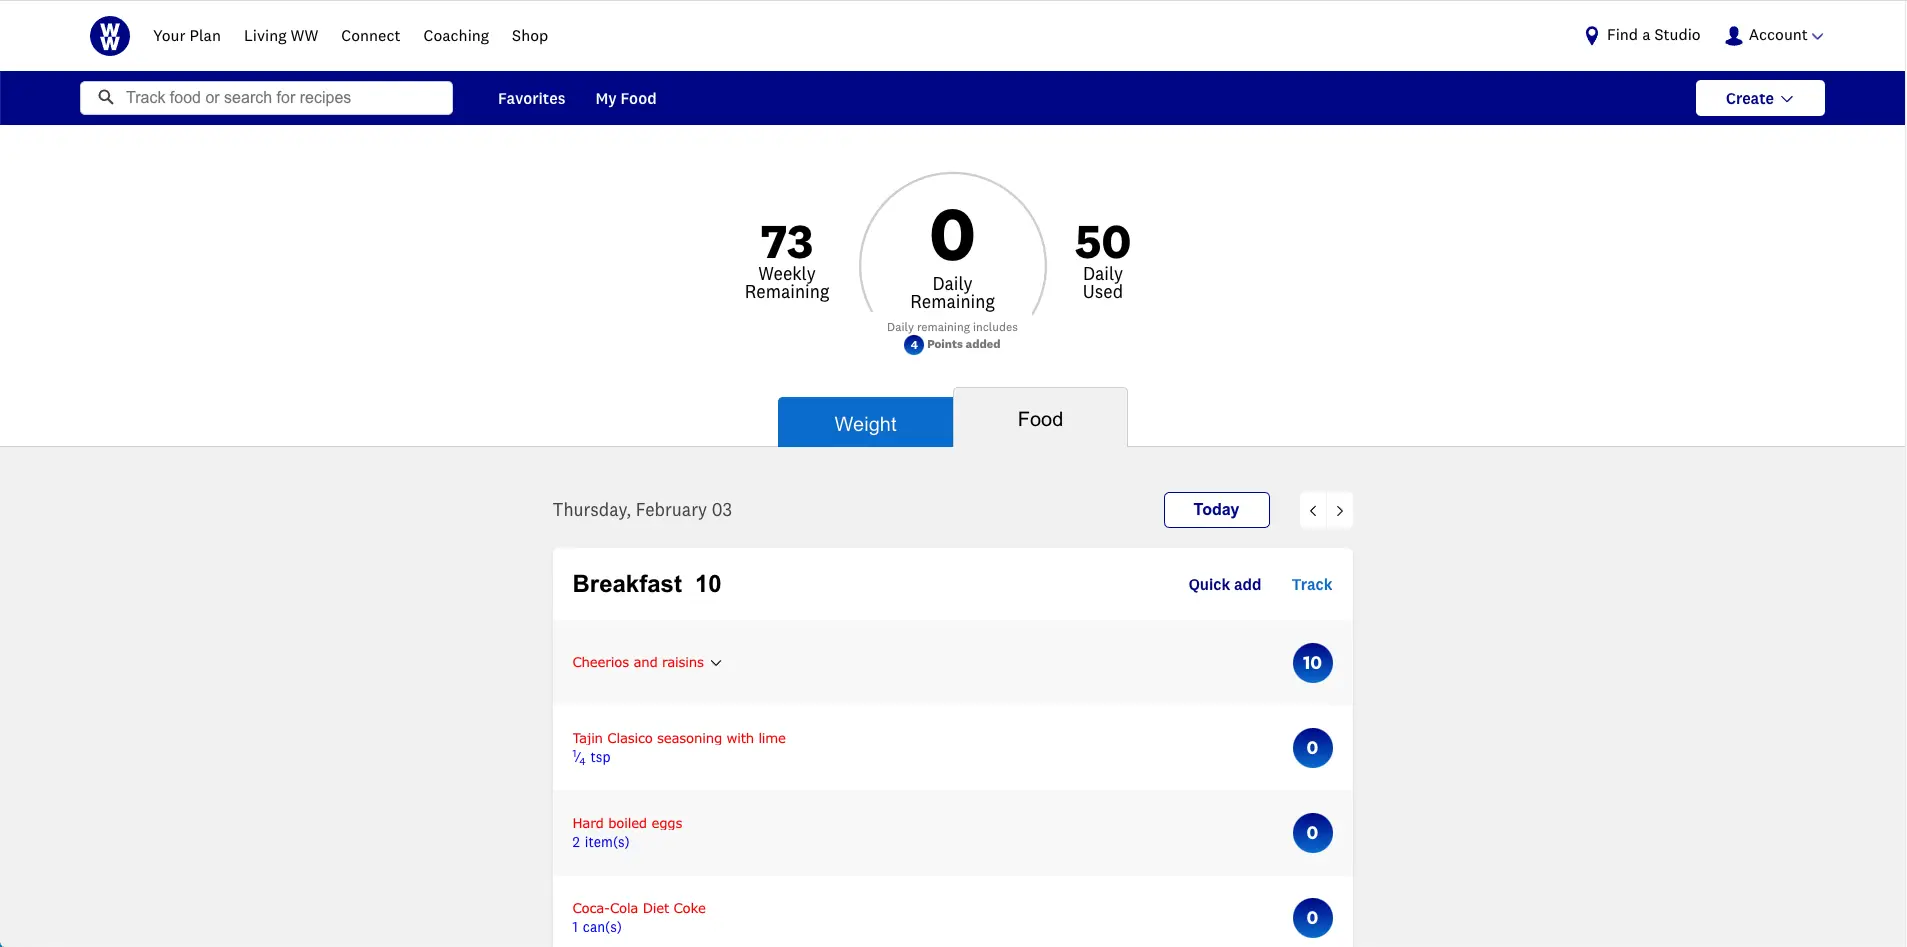 WW
Your Plan Living WW Connect Coaching Shop
Find a Studio Account
Track food or search for recipes
Favorites My Food
Create
73
Weekly
Remaining
0
Daily
Remaining
Daily remaining includes
4 Points added
50
Daily
Used
Weight
Food
Thursday, February 03
Today
Breakfast 10
Quick add Track
Cheerios and raisins
10
Tajin Clasico seasoning with lime
1/4 tsp
0
Hard boiled eggs
2 item(s)
0
Coca-Cola Diet Coke
1 can(s)
0